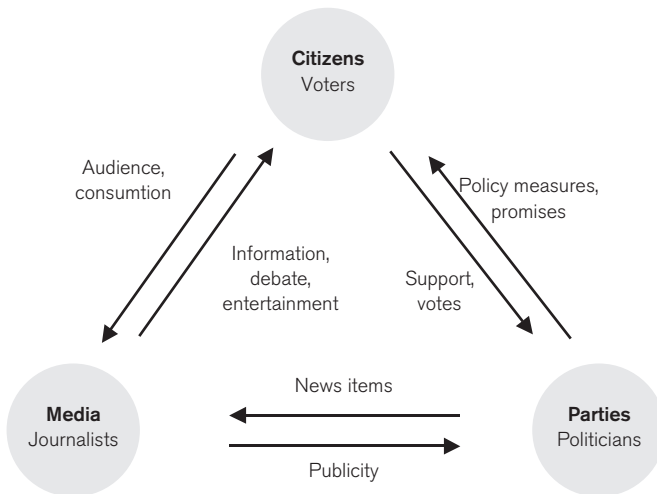 Citizens
Voters
Audience,
consumtion
Policy measures,
promises
Information,
debate,
entertainment
Support,
votes
News items
Media
Journalists
Parties
Politicians
Publicity